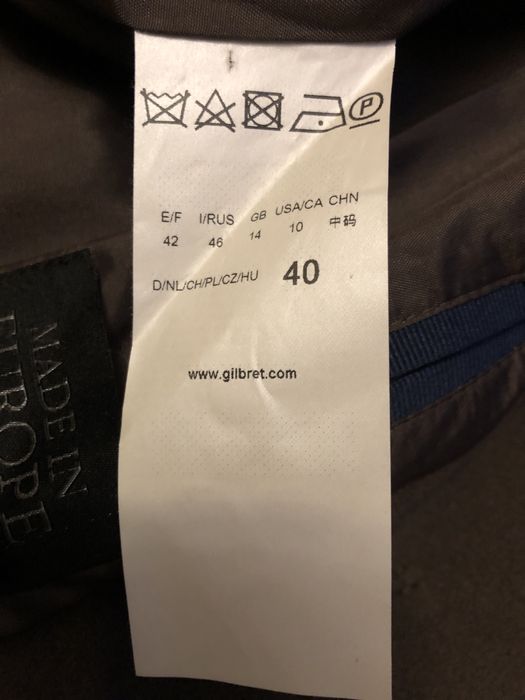 P
E/F I/RUS GB USA/CA CHN
42 46 14 10 中码
D/NL/CH/PL/CZ/HU 40
www.gilbret.com
MADE IN
EUROPE